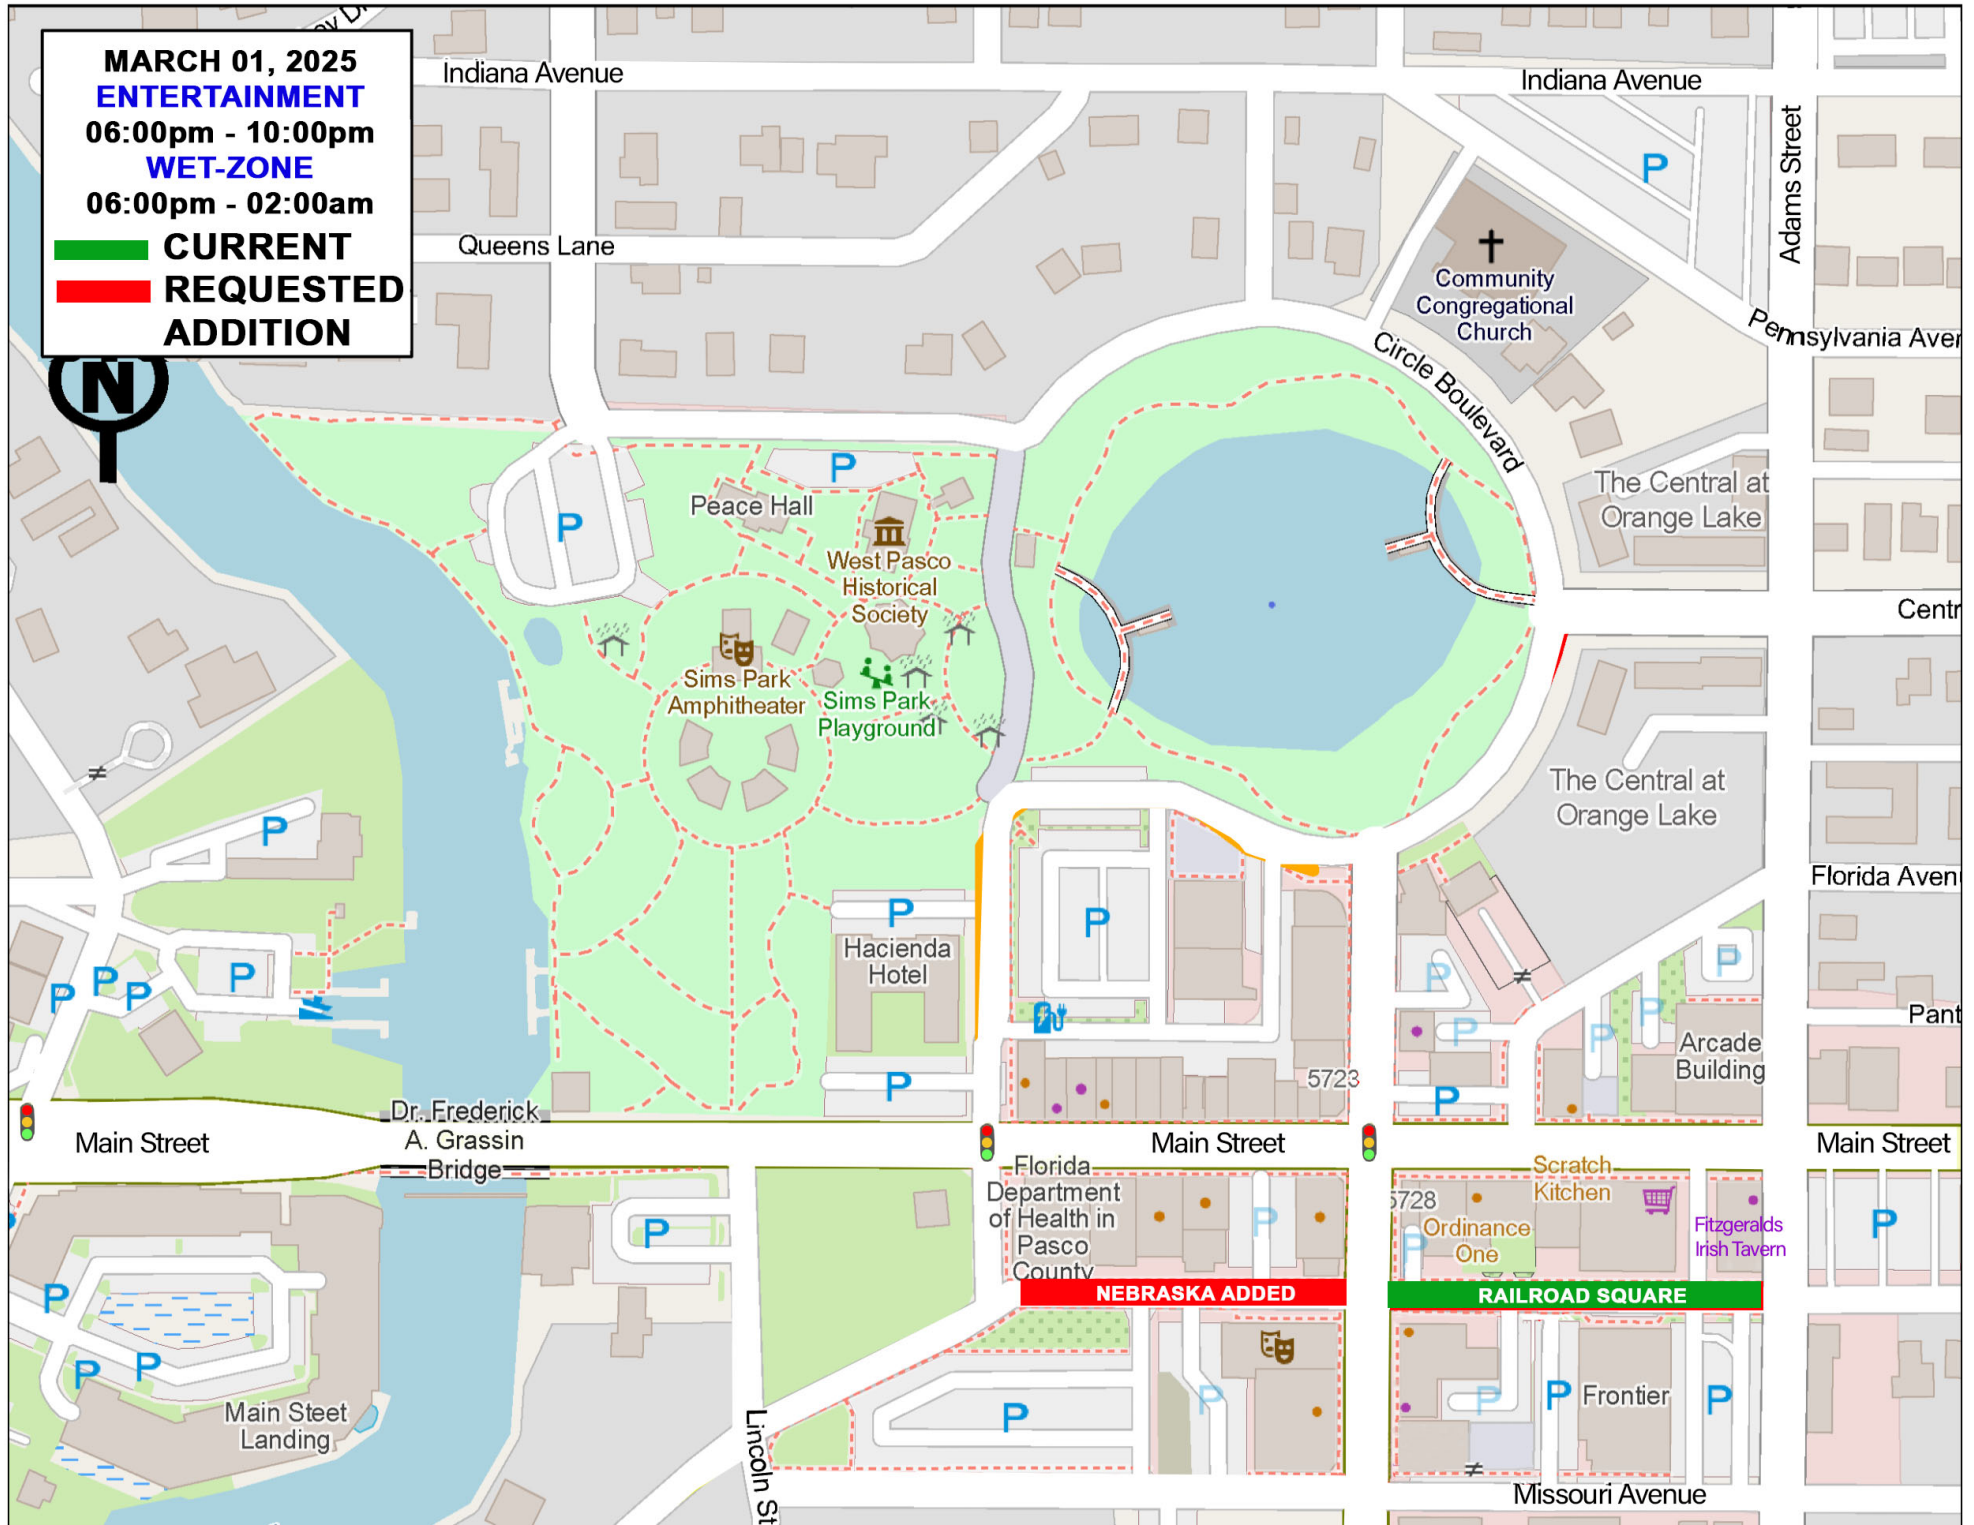 MARCH 01, 2025
ENTERTAINMENT
06:00pm - 10:00pm
WET-ZONE
06:00pm - 02:00am
CURRENT
REQUESTED
ADDITION
N
Indiana Avenue
Indiana Avenue
Adams Street
Queens Lane
Community
Congregational
Church
Pennsylvania Aven
Circle Boulevard
P
P
P
Peace Hall
West Pasco
Historical
Society
The Central at
Orange Lake
Centr
Sims Park
Amphitheater
Sims Park
Playground
The Central at
Orange Lake
P
Florida Aven
P
P
Hacienda
Hotel
P
P
P
P
P
P
P
P
P
Pant
Arcade
Building
P
P
P
P
5723
Dr. Frederick
A. Grassin
Bridge
Main Street
Main Street
Main Street
Florida
Department
of Health in
Pasco
County
Scratch
Kitchen
5728
Ordinance
One
Fitzgeralds
Irish Tavern
P
P
P
P
P
NEBRASKA ADDED
RAILROAD SQUARE
P
P
P
P
P
P
Frontier
P
Main Steet
Landing
Lincoln St
Missouri Avenue